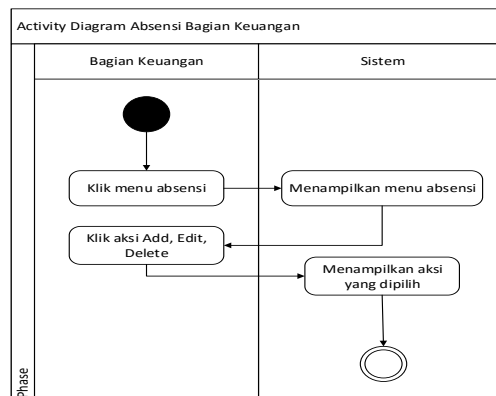 Activity Diagram Absensi Bagian Keuangan
Bagian Keuangan
Sistem
Klik menu absensi
Menampilkan menu absensi
Klik aksi Add, Edit,
Delete
Menampilkan aksi
yang dipilih
Phase